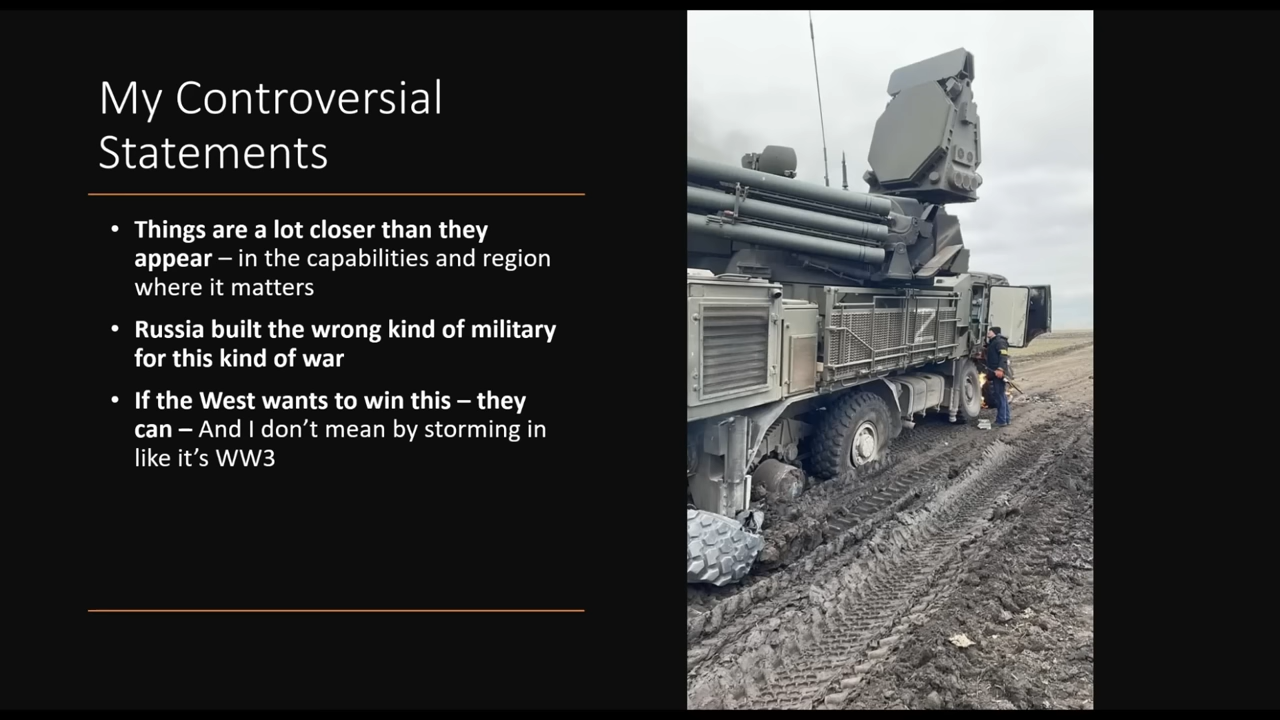 My Controversial
Statements
• Things are a lot closer than they
appear – in the capabilities and region
where it matters
• Russia built the wrong kind of military
for this kind of war
• If the West wants to win this – they
can – And I don’t mean by storming in
like it’s WW3
Z